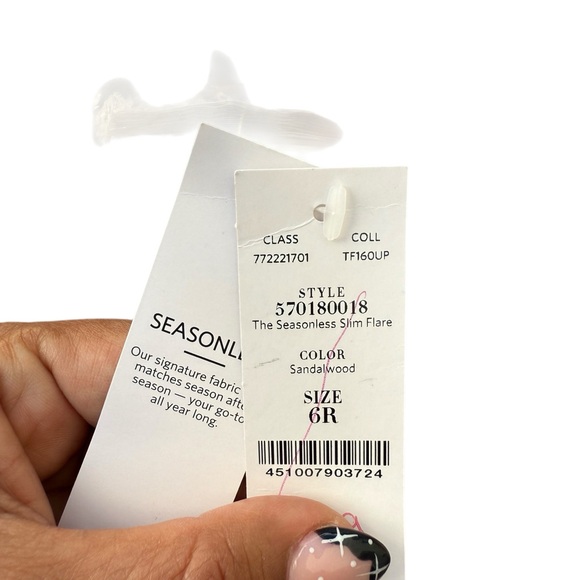 SEASONL
Our signature fabric
matches season afte
season — your go-to
all year long.
CLASS COLL
772221701 TF160UP
STYLE
570180018
The Seasonless Slim Flare
COLOR
Sandalwood
SIZE
6R
451007903724